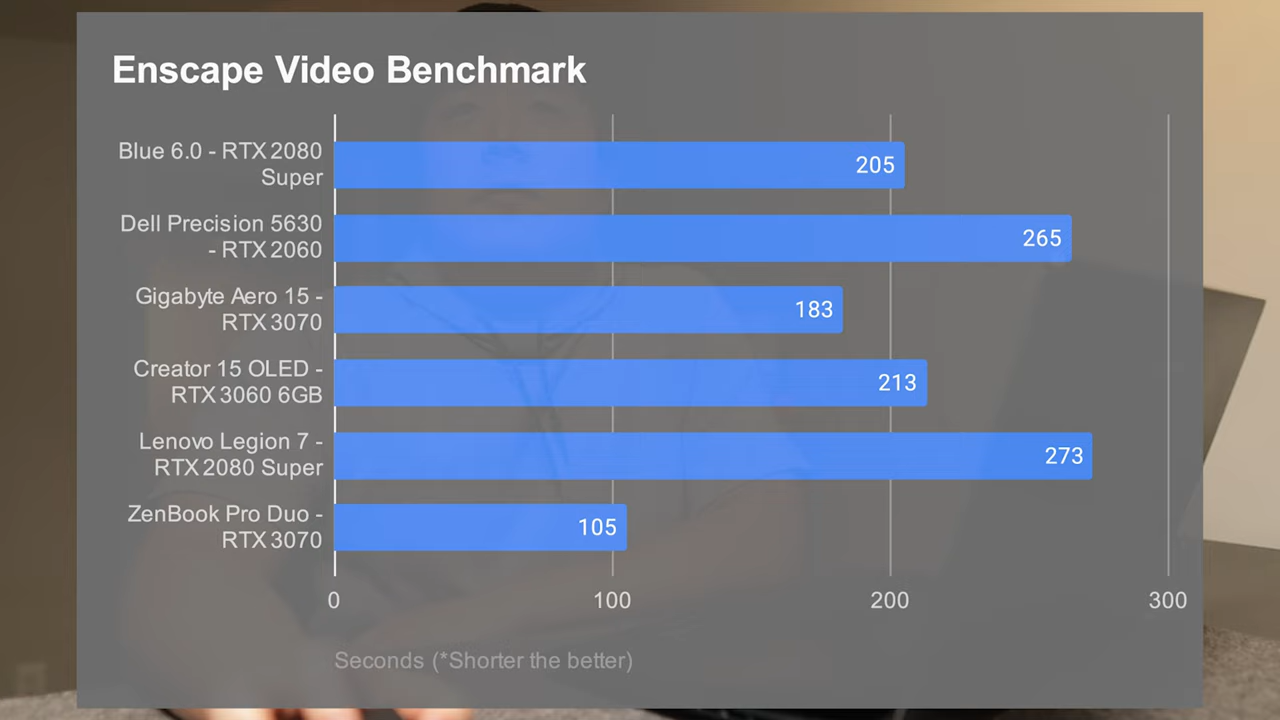 Enscape Video Benchmark
Blue 6.0 - RTX 2080
Super
205
Dell Precision 5630
- RTX 2060
265
Gigabyte Aero 15 -
RTX 3070
183
Creator 15 OLED -
RTX 3060 6GB
213
Lenovo Legion 7 -
RTX 2080 Super
273
ZenBook Pro Duo -
RTX 3070
105
0 100 200 300
Seconds (*Shorter the better)